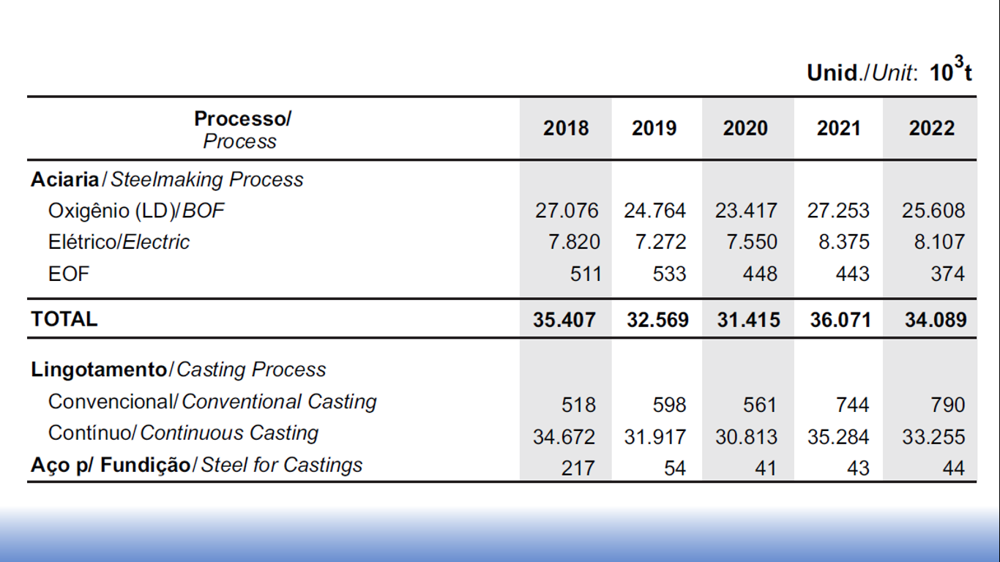 Unid./Unit: 10³t
Processo/ 2018 2019 2020 2021 2022
Process
Aciaria/Steelmaking Process
Oxigênio (LD)/BOF 27.076 24.764 23.417 27.253 25.608
Elétrico/Electric 7.820 7.272 7.550 8.375 8.107
EOF 511 533 448 443 374
TOTAL 35.407 32.569 31.415 36.071 34.089
Lingotamento/Casting Process
Convencional/Conventional Casting 518 598 561 744 790
Contínuo/Continuous Casting 34.672 31.917 30.813 35.284 33.255
Aço p/ Fundição/Steel for Castings 217 54 41 43 44